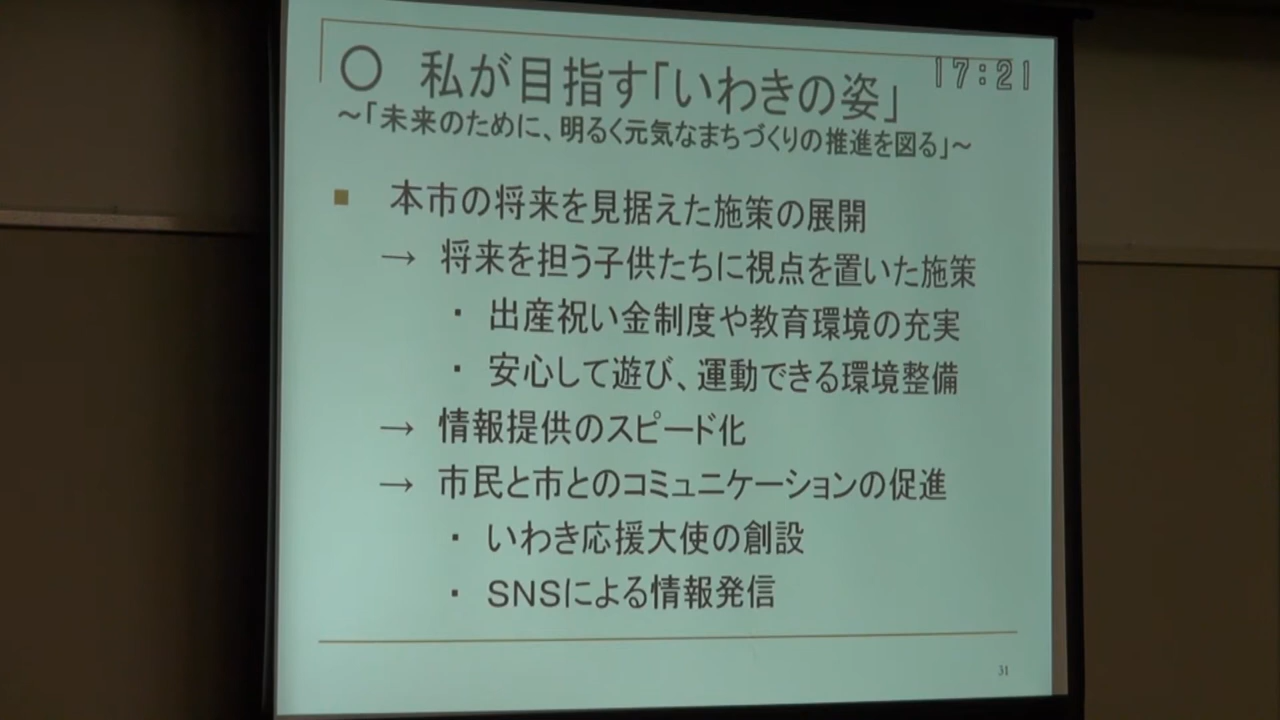 ○ 私が目指す「いわきの姿」
17:21
～「未来のために、明るく元気なまちづくりの推進を図る」～
■ 本市の将来を見据えた施策の展開
→ 将来を担う子供たちに視点を置いた施策
・ 出産祝い金制度や教育環境の充実
・ 安心して遊び、運動できる環境整備
→ 情報提供のスピード化
→ 市民と市とのコミュニケーションの促進
・ いわき応援大使の創設
・ SNSによる情報発信
31